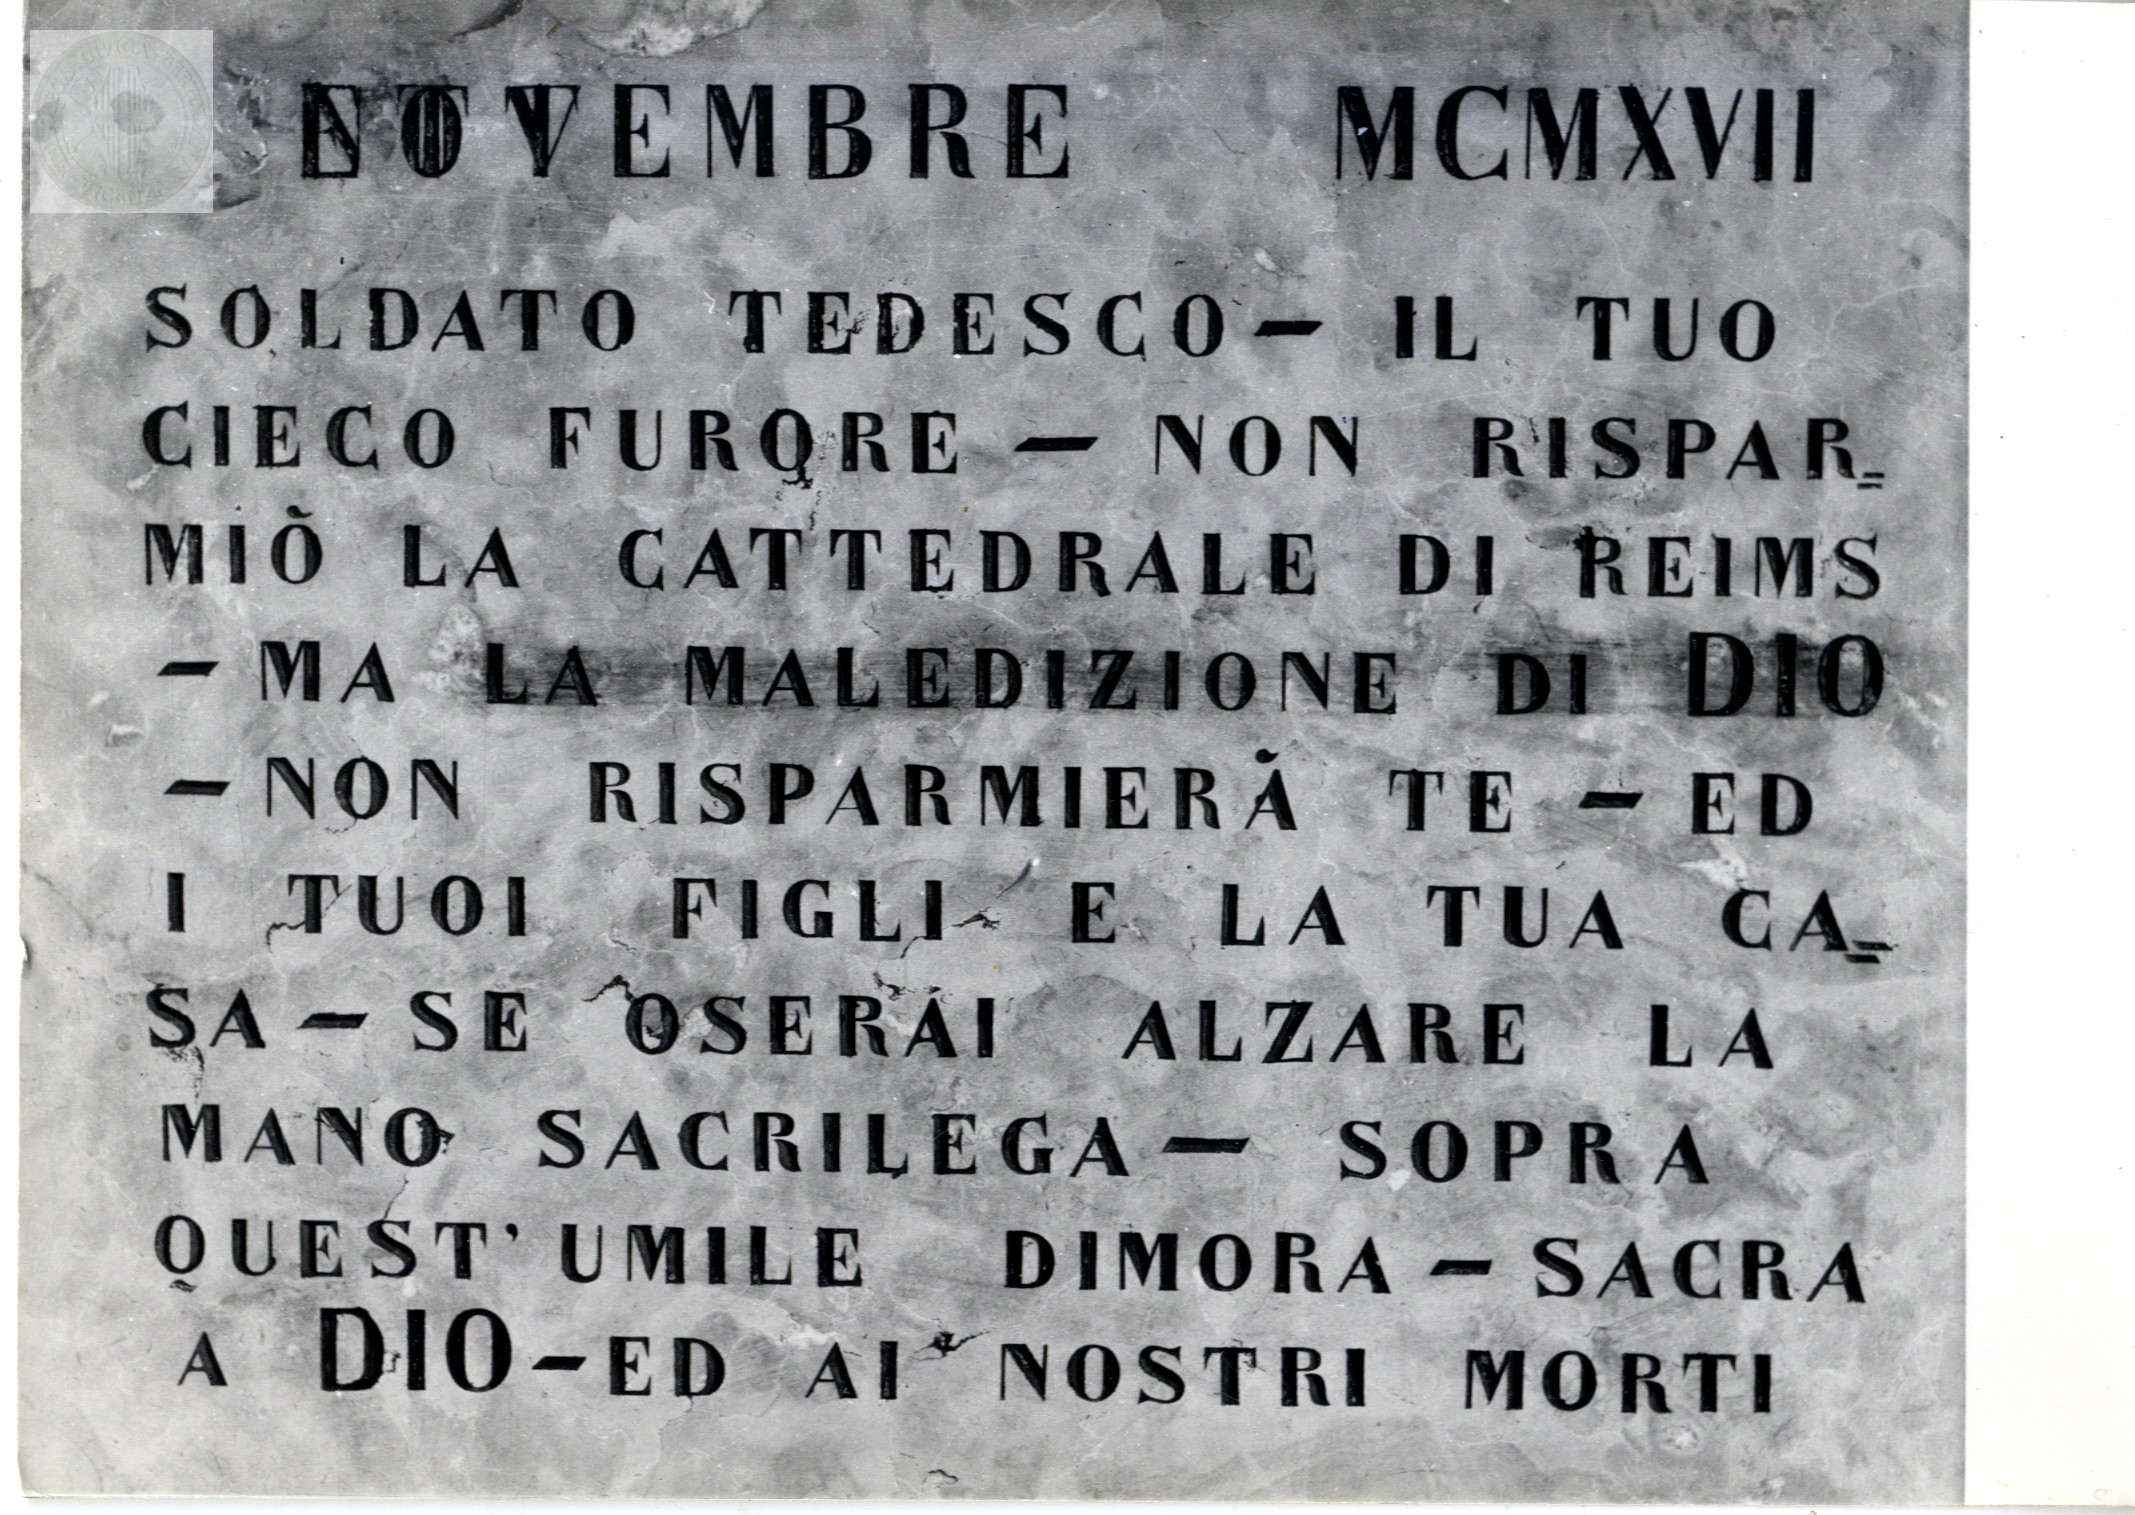 NOVEMBRE MCMXVII
SOLDATO TEDESCO — IL TUO
CIECO FURORE — NON RISPAR=
MIÒ LA CATTEDRALE DI REIMS
— MA LA MALEDIZIONE DI DIO
— NON RISPARMIERÀ TE — ED
I TUOI FIGLI E LA TUA CA=
SA — SE OSERAI ALZARE LA
MANO SACRILEGA — SOPRA
QUEST' UMILE DIMORA — SACRA
A DIO — ED AI NOSTRI MORTI